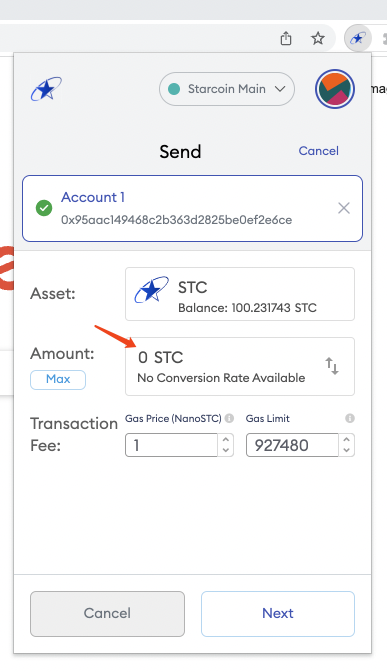 Starcoin Main
ma
Send
Cancel
Account 1
0x95aac149468c2b363d2825be0ef2e6ce
Asset:
STC
Balance: 100.231743 STC
Amount:
Max
0 STC
No Conversion Rate Available
Transaction Fee:
Gas Price (NanoSTC)
1
Gas Limit
927480
Cancel
Next